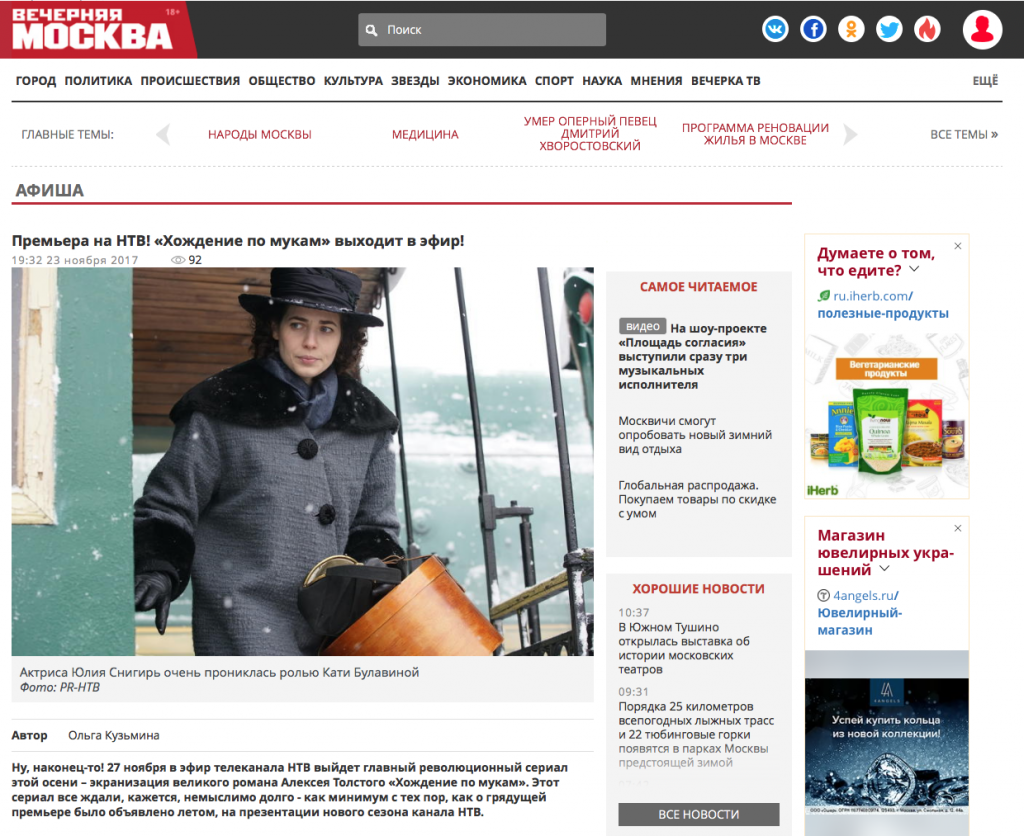 ВЕЧЕРНЯЯ 18+
МОСКВА
Поиск
ГОРОД ПОЛИТИКА ПРОИСШЕСТВИЯ ОБЩЕСТВО КУЛЬТУРА ЗВЕЗДЫ ЭКОНОМИКА СПОРТ НАУКА МНЕНИЯ ВЕЧЕРКА ТВ ЕЩЁ
ГЛАВНЫЕ ТЕМЫ:
НАРОДЫ МОСКВЫ
МЕДИЦИНА
УМЕР ОПЕРНЫЙ ПЕВЕЦ
ДМИТРИЙ
ХВОРОСТОВСКИЙ
ПРОГРАММА РЕНОВАЦИИ
ЖИЛЬЯ В МОСКВЕ
ВСЕ ТЕМЫ »
АФИША
Премьера на НТВ! «Хождение по мукам» выходит в эфир!
19:32 23 ноября 2017 92
Актриса Юлия Снигирь очень прониклась ролью Кати Булавиной
Фото: PR-НТВ
Автор Ольга Кузьмина
Ну, наконец-то! 27 ноября в эфир телеканала НТВ выйдет главный революционный сериал
этой осени – экранизация великого романа Алексея Толстого «Хождение по мукам». Этот
сериал все ждали, кажется, немыслимо долго - как минимум с тех пор, как о грядущей
премьере было объявлено летом, на презентации нового сезона канала НТВ.
САМОЕ ЧИТАЕМОЕ
видео На шоу-проекте
«Площадь согласия»
выступили сразу три
музыкальных
исполнителя
Москвичи смогут
опробовать новый зимний
вид отдыха
Глобальная распродажа.
Покупаем товары по скидке
с умом
ХОРОШИЕ НОВОСТИ
10:37
В Южном Тушино
открылась выставка об
истории московских
театров
09:31
Порядка 25 километров
всепогодных лыжных трасс
и 22 тюбинговые горки
появятся в парках Москвы
предстоящей зимой
ВСЕ НОВОСТИ
Думаете о том,
что едите?
ru.iherb.com/
полезные-продукты
Вегетарианские
продукты
iHerb
Магазин
ювелирных укра-
шений
4angels.ru/
Ювелирный-
магазин
4ANGELS
Успей купить кольца
из новой коллекции!